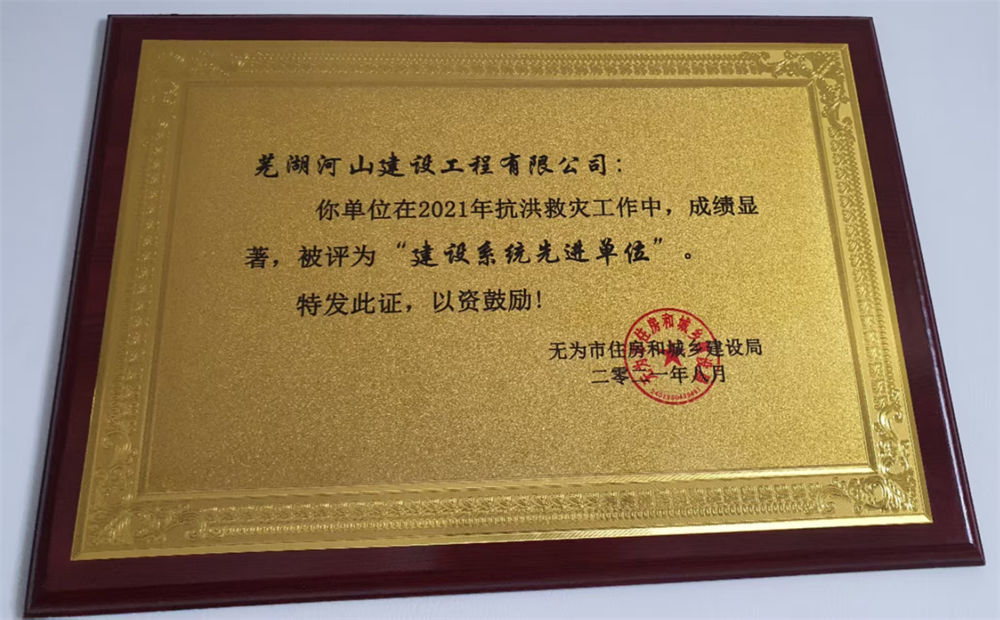 芜湖河山建设工程有限公司：
你单位在2021年抗洪救灾工作中，成绩显
著，被评为“建设系统先进单位”。
特发此证，以资鼓励！
无为市住房和城乡建设局
二零二一年八月